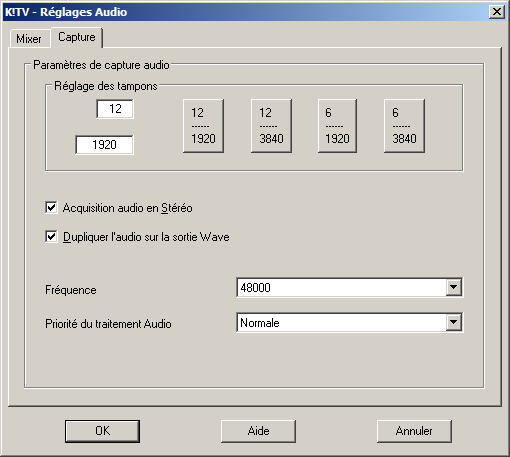 K!TV - Réglages Audio
Mixer
Capture
Paramètres de capture audio
Réglage des tampons
12
1920
12
------
1920
12
------
3840
6
------
1920
6
------
3840
Acquisition audio en Stéréo
Dupliquer l'audio sur la sortie Wave
Fréquence
48000
Priorité du traitement Audio
Normale
OK
Aide
Annuler